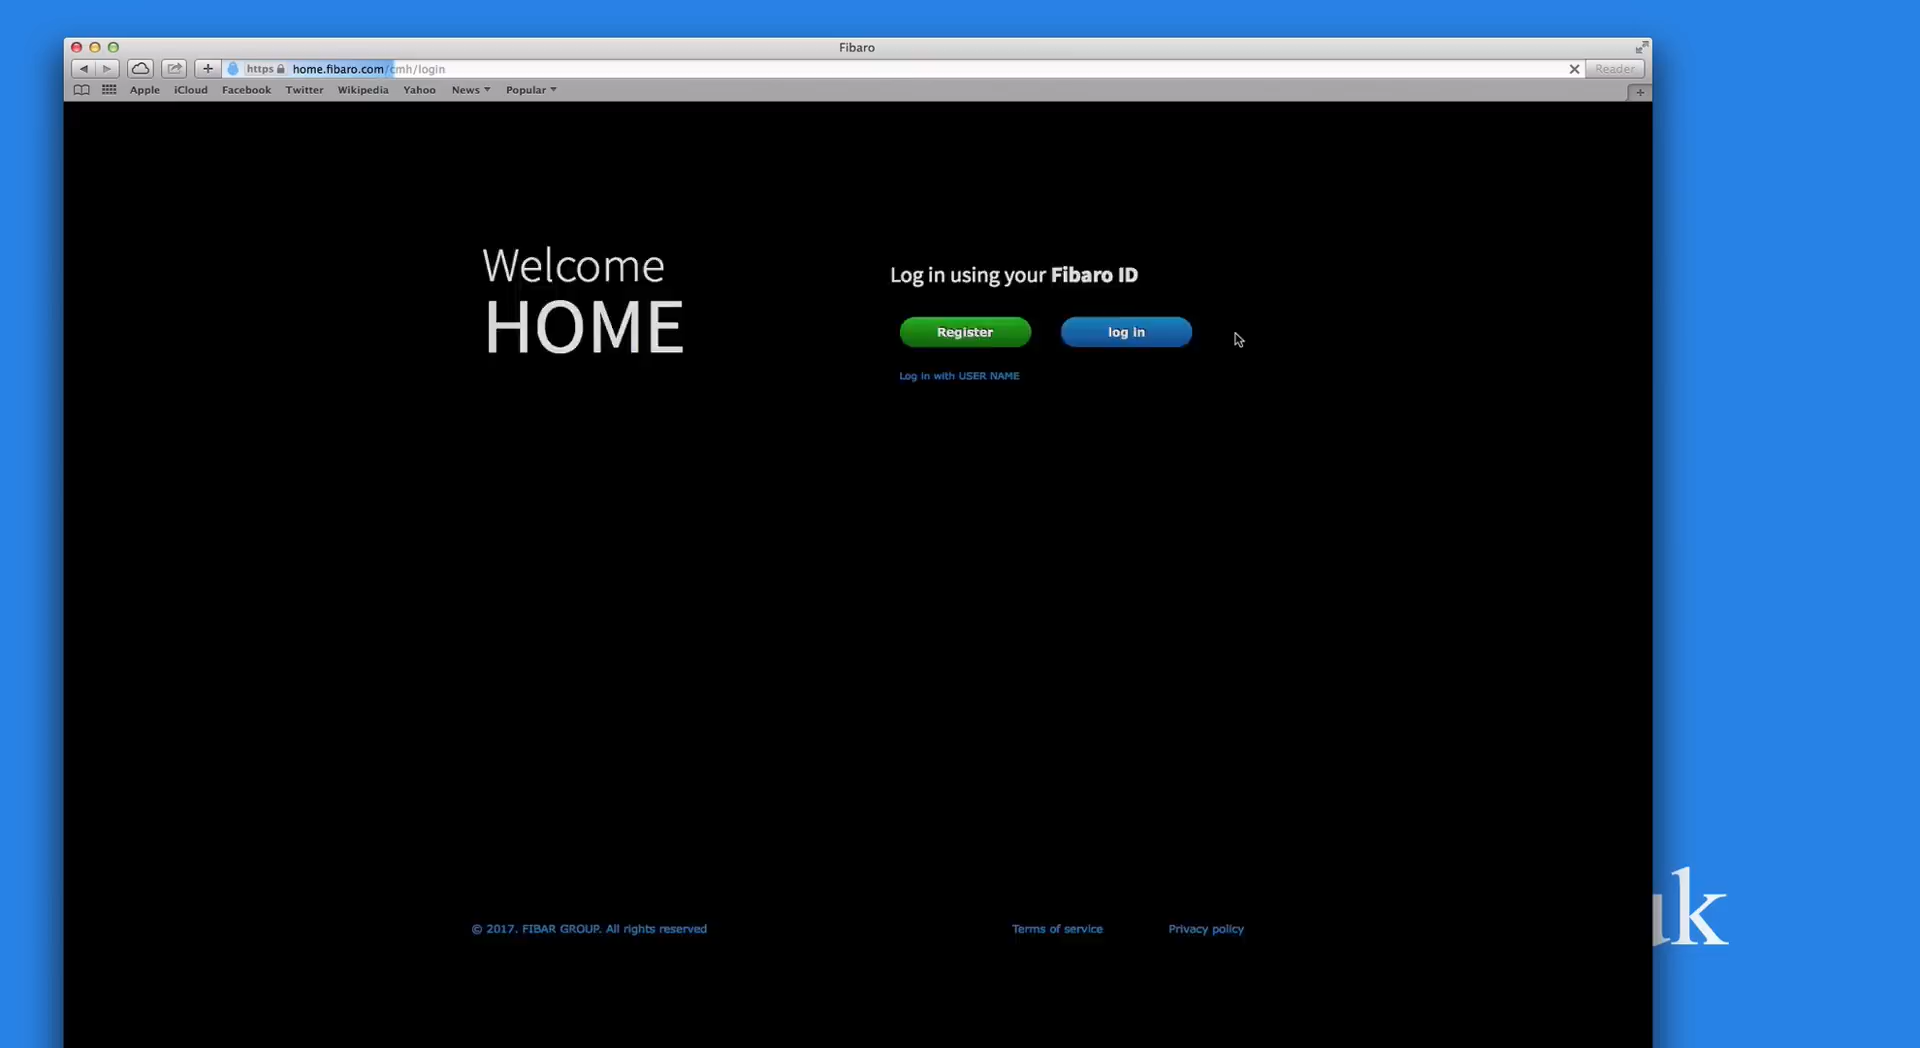 Fibaro
https home.fibaro.com/cmh/login
Reader
Apple iCloud Facebook Twitter Wikipedia Yahoo News Popular
Welcome
HOME
Log in using your Fibaro ID
Register log in
Log in with USER NAME
© 2017. FIBAR GROUP. All rights reserved Terms of service Privacy policy
uk